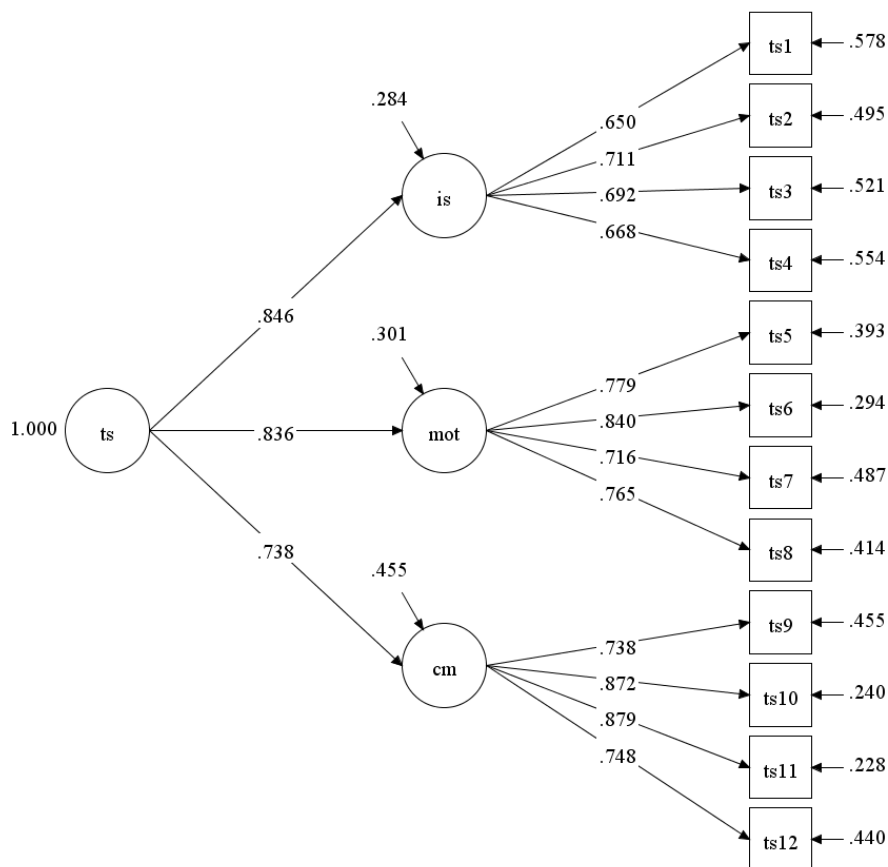 ts1
.578
.284
.650
ts2
.495
.711
is
ts3
.521
.692
.668
ts4
.554
.846
.301
ts5
.393
.779
ts6
.294
1.000
ts
.836
mot
.840
.716
ts7
.487
.765
.738
ts8
.414
.455
ts9
.455
.738
cm
.872
ts10
.240
.879
.748
ts11
.228
ts12
.440